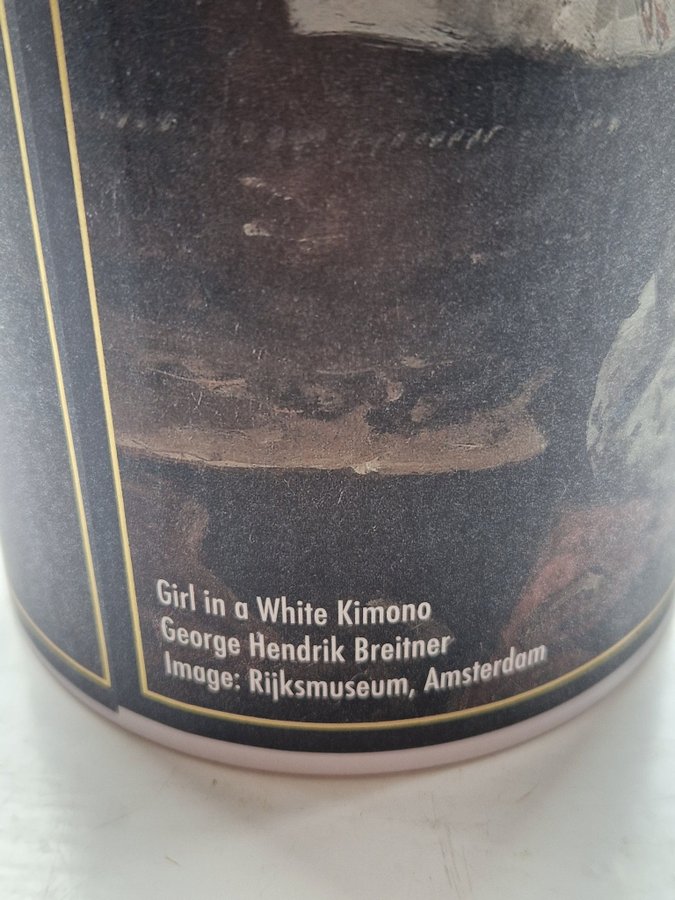 Girl in a White Kimono
George Hendrik Breitner
Image: Rijksmuseum, Amsterdam